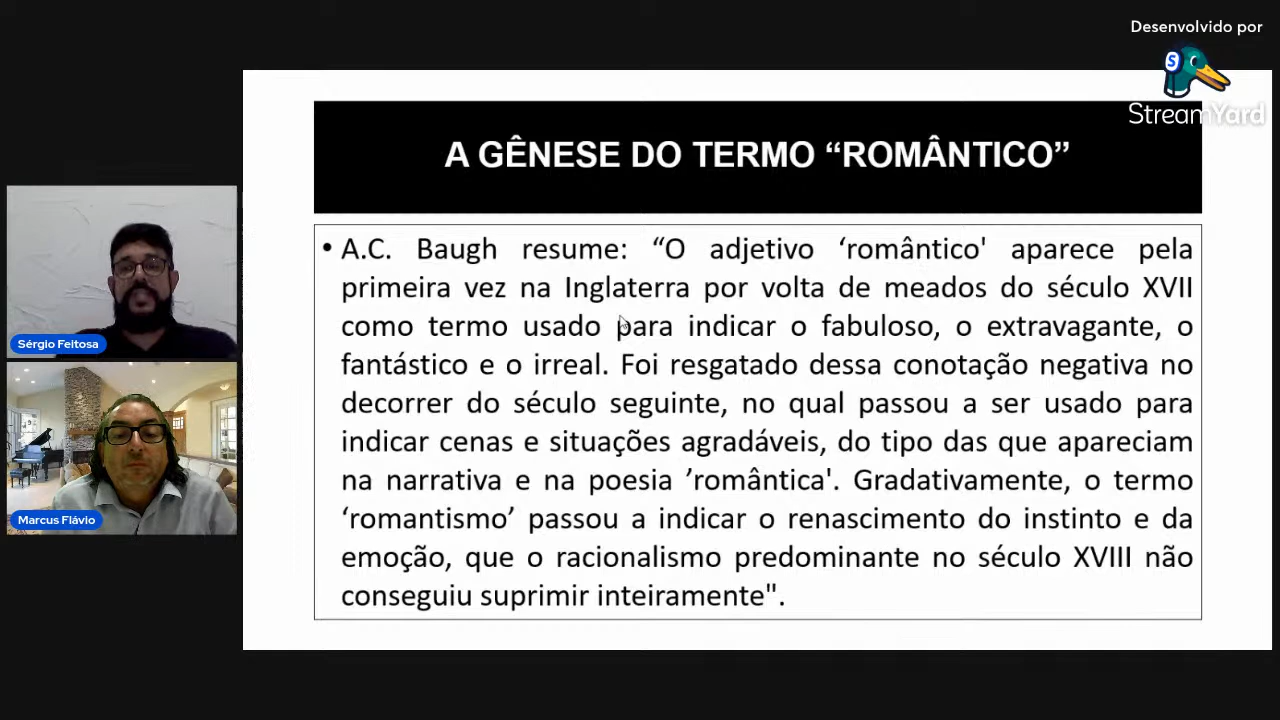 Desenvolvido por
StreamYard
A GÊNESE DO TERMO “ROMÂNTICO”
• A.C. Baugh resume: “O adjetivo ‘romântico' aparece pela
primeira vez na Inglaterra por volta de meados do século XVII
como termo usado para indicar o fabuloso, o extravagante, o
fantástico e o irreal. Foi resgatado dessa conotação negativa no
decorrer do século seguinte, no qual passou a ser usado para
indicar cenas e situações agradáveis, do tipo das que apareciam
na narrativa e na poesia ’romântica'. Gradativamente, o termo
‘romantismo’ passou a indicar o renascimento do instinto e da
emoção, que o racionalismo predominante no século XVIII não
conseguiu suprimir inteiramente".
Sérgio Feitosa
Marcus Flávio